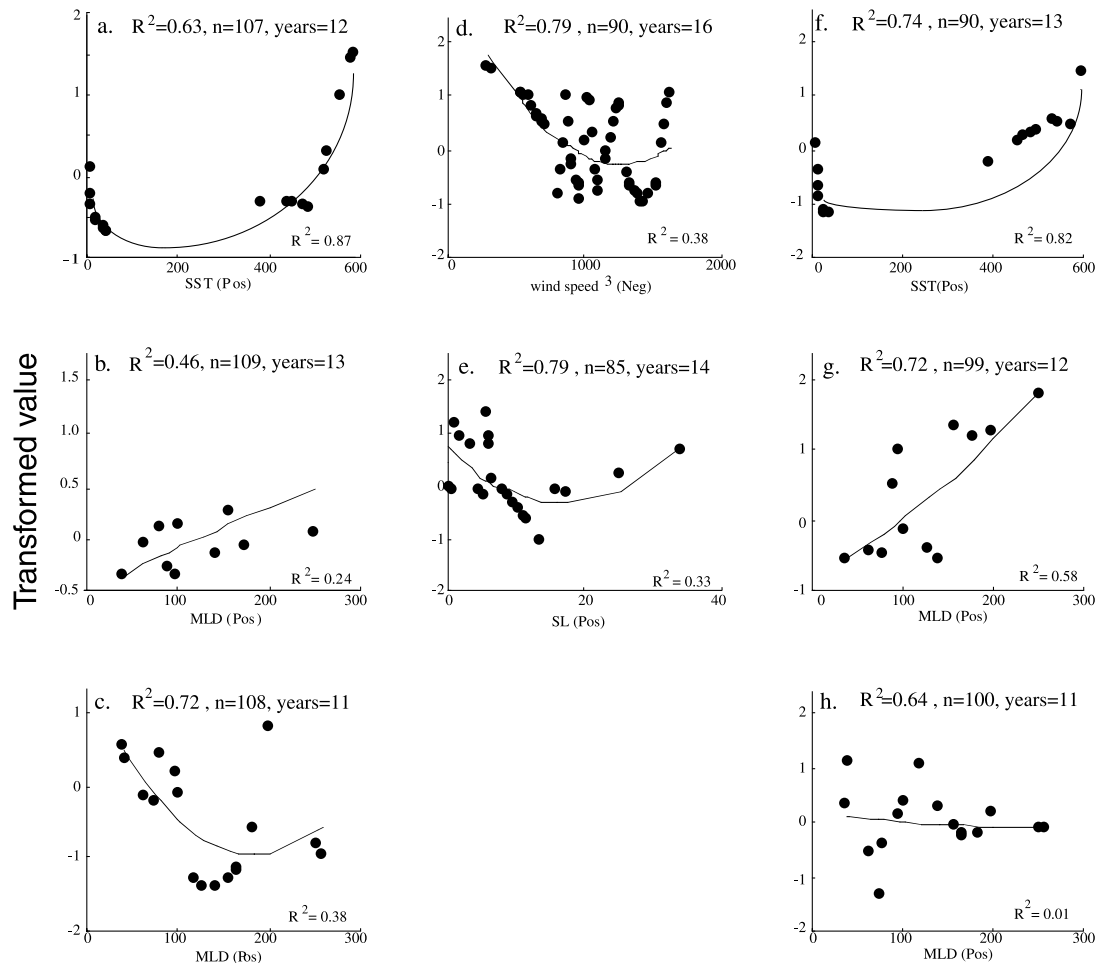 Transformed value
a. R2=0.63, n=107, years=12
2
1
0
-1
0 200 400 600
SST (Pos)
R2= 0.87
d. R2=0.79 , n=90, years=16
2
1
0
-1
-2
0 1000 2000
wind speed 3 (Neg)
R2= 0.38
f. R2=0.74 , n=90, years=13
2
1
0
-1
-2
0 400 600
SST(Pos)
R2= 0.82
b. R2=0.46, n=109, years=13
1.5
1.0
0.5
0
-0.5
0 100 200 300
MLD (Pos)
R2= 0.24
e. R2=0.79 , n=85, years=14
2
1
0
-1
-2
0 20 40
SL (Pos)
R2= 0.33
g. R2=0.72 , n=99, years=12
2
1
0
-1
0 100 200 300
MLD (Pos)
R2= 0.58
c. R2=0.72 , n=108, years=11
1
0
-1
-2
0 100 200 300
MLD (Pos)
R2= 0.38
h. R2=0.64 , n=100, years=11
2
1
0
-1
-2
0 100 200 300
MLD (Pos)
R2= 0.01